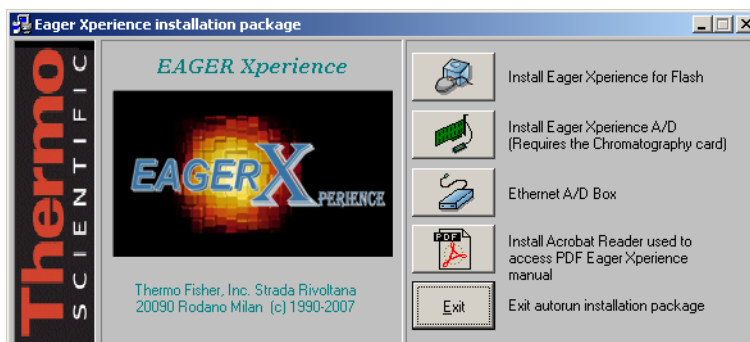 Eager Xperience installation package
Thermo
SCIENTIFIC
EAGER Xperience
EAGER XPERIENCE
Thermo Fisher, Inc. Strada Rivoltana
20090 Rodano Milan (c) 1990-2007
Install Eager Xperience for Flash
Install Eager Xperience A/D
(Requires the Chromatography card)
Ethernet A/D Box
PDF
Install Acrobat Reader used to
access PDF Eager Xperience
manual
Exit
Exit autorun installation package